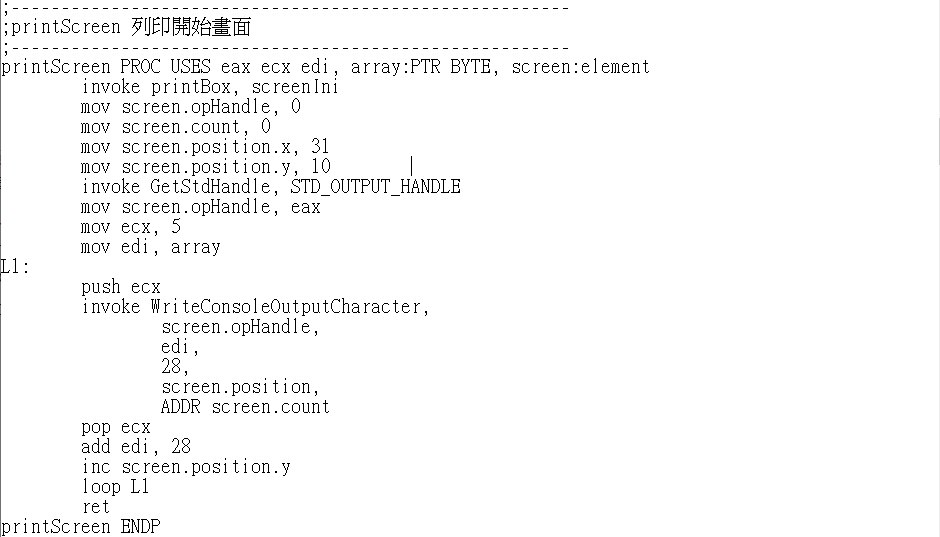 ;--------------------------------------------------------
;printScreen 列印開始畫面
;--------------------------------------------------------
printScreen PROC USES eax ecx edi, array:PTR BYTE, screen:element
        invoke printBox, screenIni
        mov screen.opHandle, 0
        mov screen.count, 0
        mov screen.position.x, 31
        mov screen.position.y, 10
        invoke GetStdHandle, STD_OUTPUT_HANDLE
        mov screen.opHandle, eax
        mov ecx, 5
        mov edi, array
L1:
        push ecx
        invoke WriteConsoleOutputCharacter,
                screen.opHandle,
                edi,
                28,
                screen.position,
                ADDR screen.count
        pop ecx
        add edi, 28
        inc screen.position.y
        loop L1
        ret
printScreen ENDP